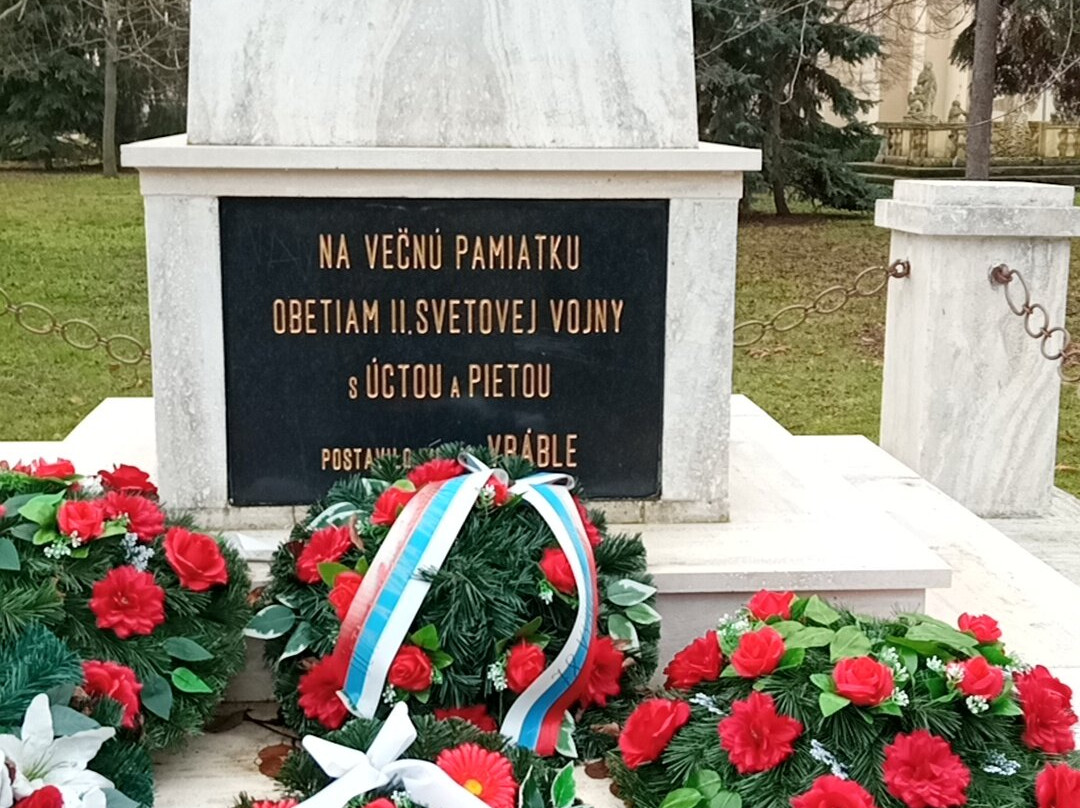 NA VEČNÚ PAMIATKU
OBETIAM II. SVETOVEJ VOJNY
S ÚCTOU A PIETOU
POSTAVILO VRÁBLE